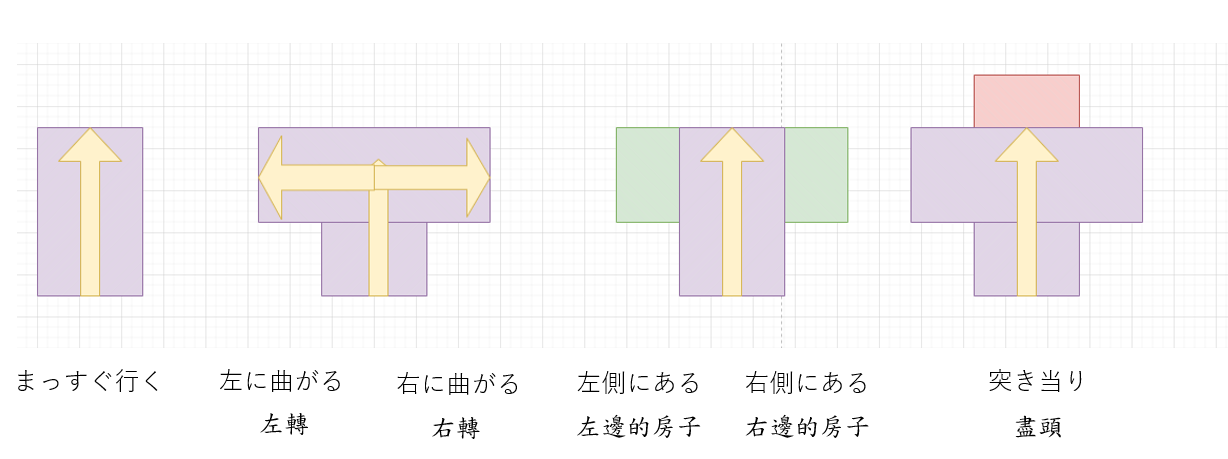 まっすぐ行く
左に曲がる
左轉
右に曲がる
右轉
左側にある
左邊的房子
右側にある
右邊的房子
突き当り
盡頭